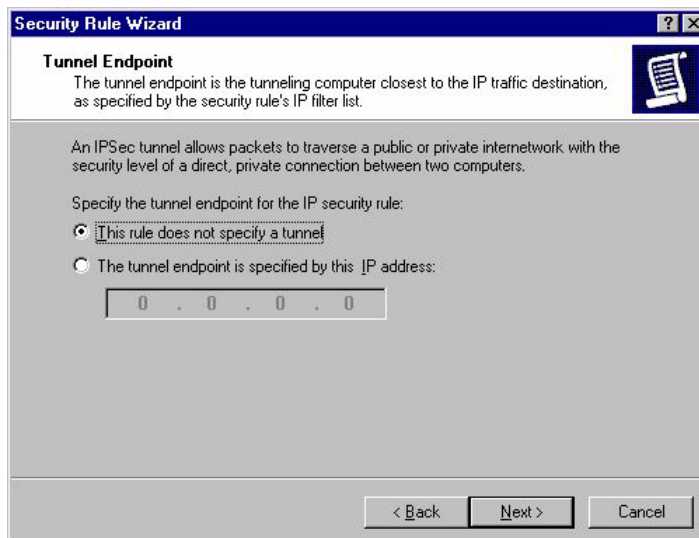 Security Rule Wizard
Tunnel Endpoint
The tunnel endpoint is the tunneling computer closest to the IP traffic destination,
as specified by the security rule's IP filter list.
An IPSec tunnel allows packets to traverse a public or private internetwork with the
security level of a direct, private connection between two computers.
Specify the tunnel endpoint for the IP security rule:
This rule does not specify a tunnel
The tunnel endpoint is specified by this IP address:
0 . 0 . 0 . 0
< Back Next > Cancel